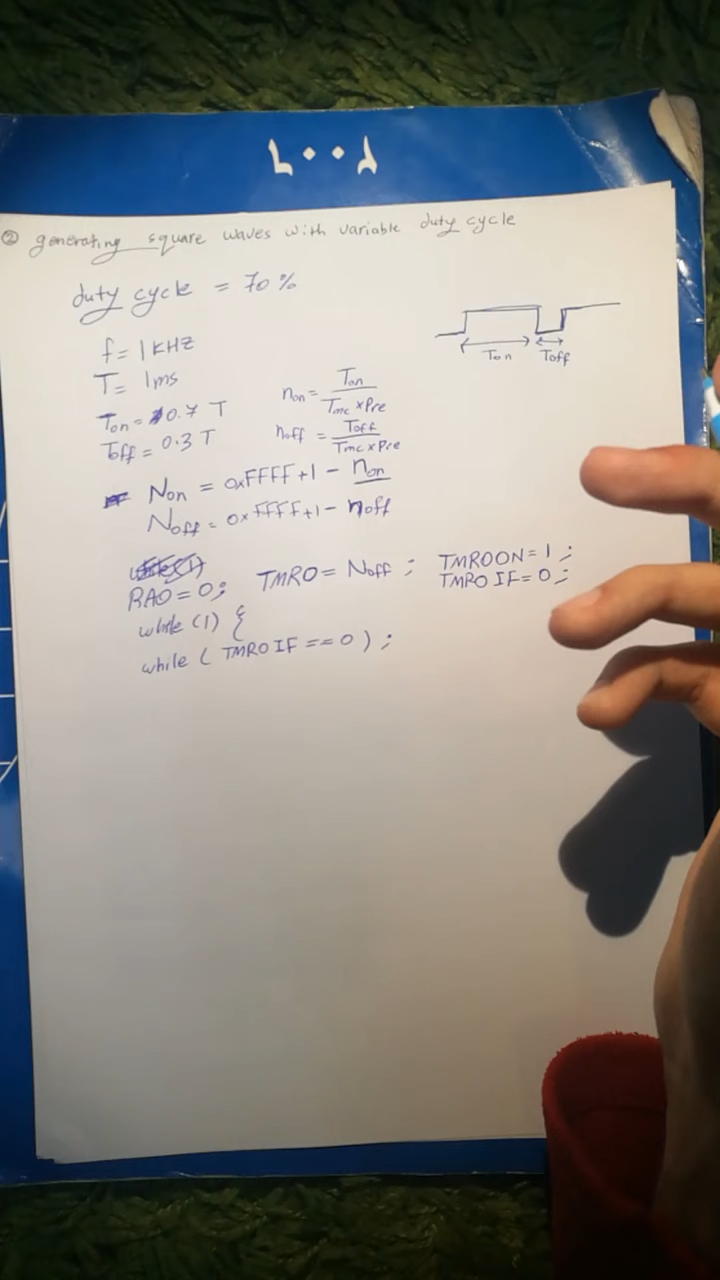 ② generating square waves with variable duty cycle
duty cycle = 70 %
f = 1 KHZ
T = 1ms
Ton = 0.7 T
Toff = 0.3 T
non = Ton / Tmc × Pre
noff = Toff / Tmc × Pre
Ton Toff
Non = 0xFFFF + 1 - non
Noff = 0xFFFF + 1 - noff
RA0 = 0; TMR0 = Noff ; TMR0ON = 1 ;
TMR0IF = 0 ;
while (1) {
while ( TMR0IF == 0 ) ;